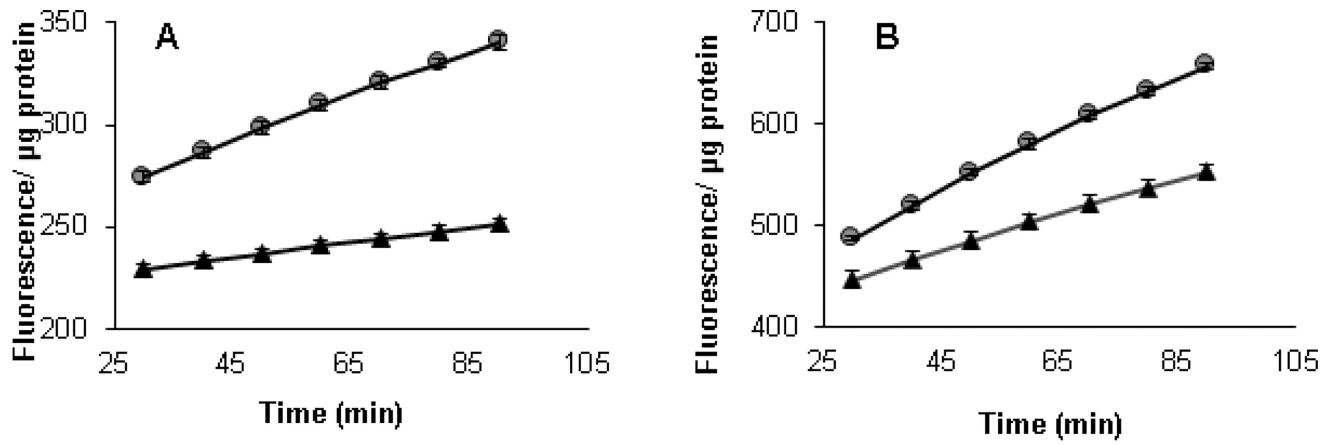 A
Fluorescence/ µg protein
350
300
250
200
25 45 65 85 105
Time (min)
B
Fluorescence/ µg protein
700
600
500
400
25 45 65 85 105
Time (min)